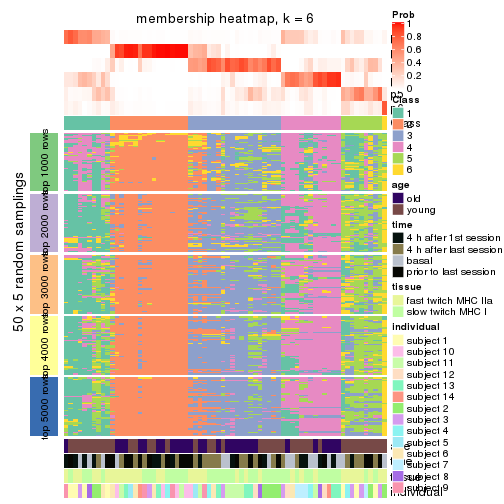 membership heatmap, k = 6
50 x 5 random samplings
top 1000 rows
top 2000 rows
top 3000 rows
top 4000 rows
top 5000 rows
Prob
1
0.8
0.6
0.4
0.2
0
Class
1
2
3
4
5
6
age
old
young
time
4 h after 1st session
4 h after last session
basal
prior to last session
tissue
fast twitch MHC IIa
slow twitch MHC I
individual
subject 1
subject 10
subject 11
subject 12
subject 13
subject 14
subject 2
subject 3
subject 4
subject 5
subject 6
subject 7
subject 8
subject 9
individual